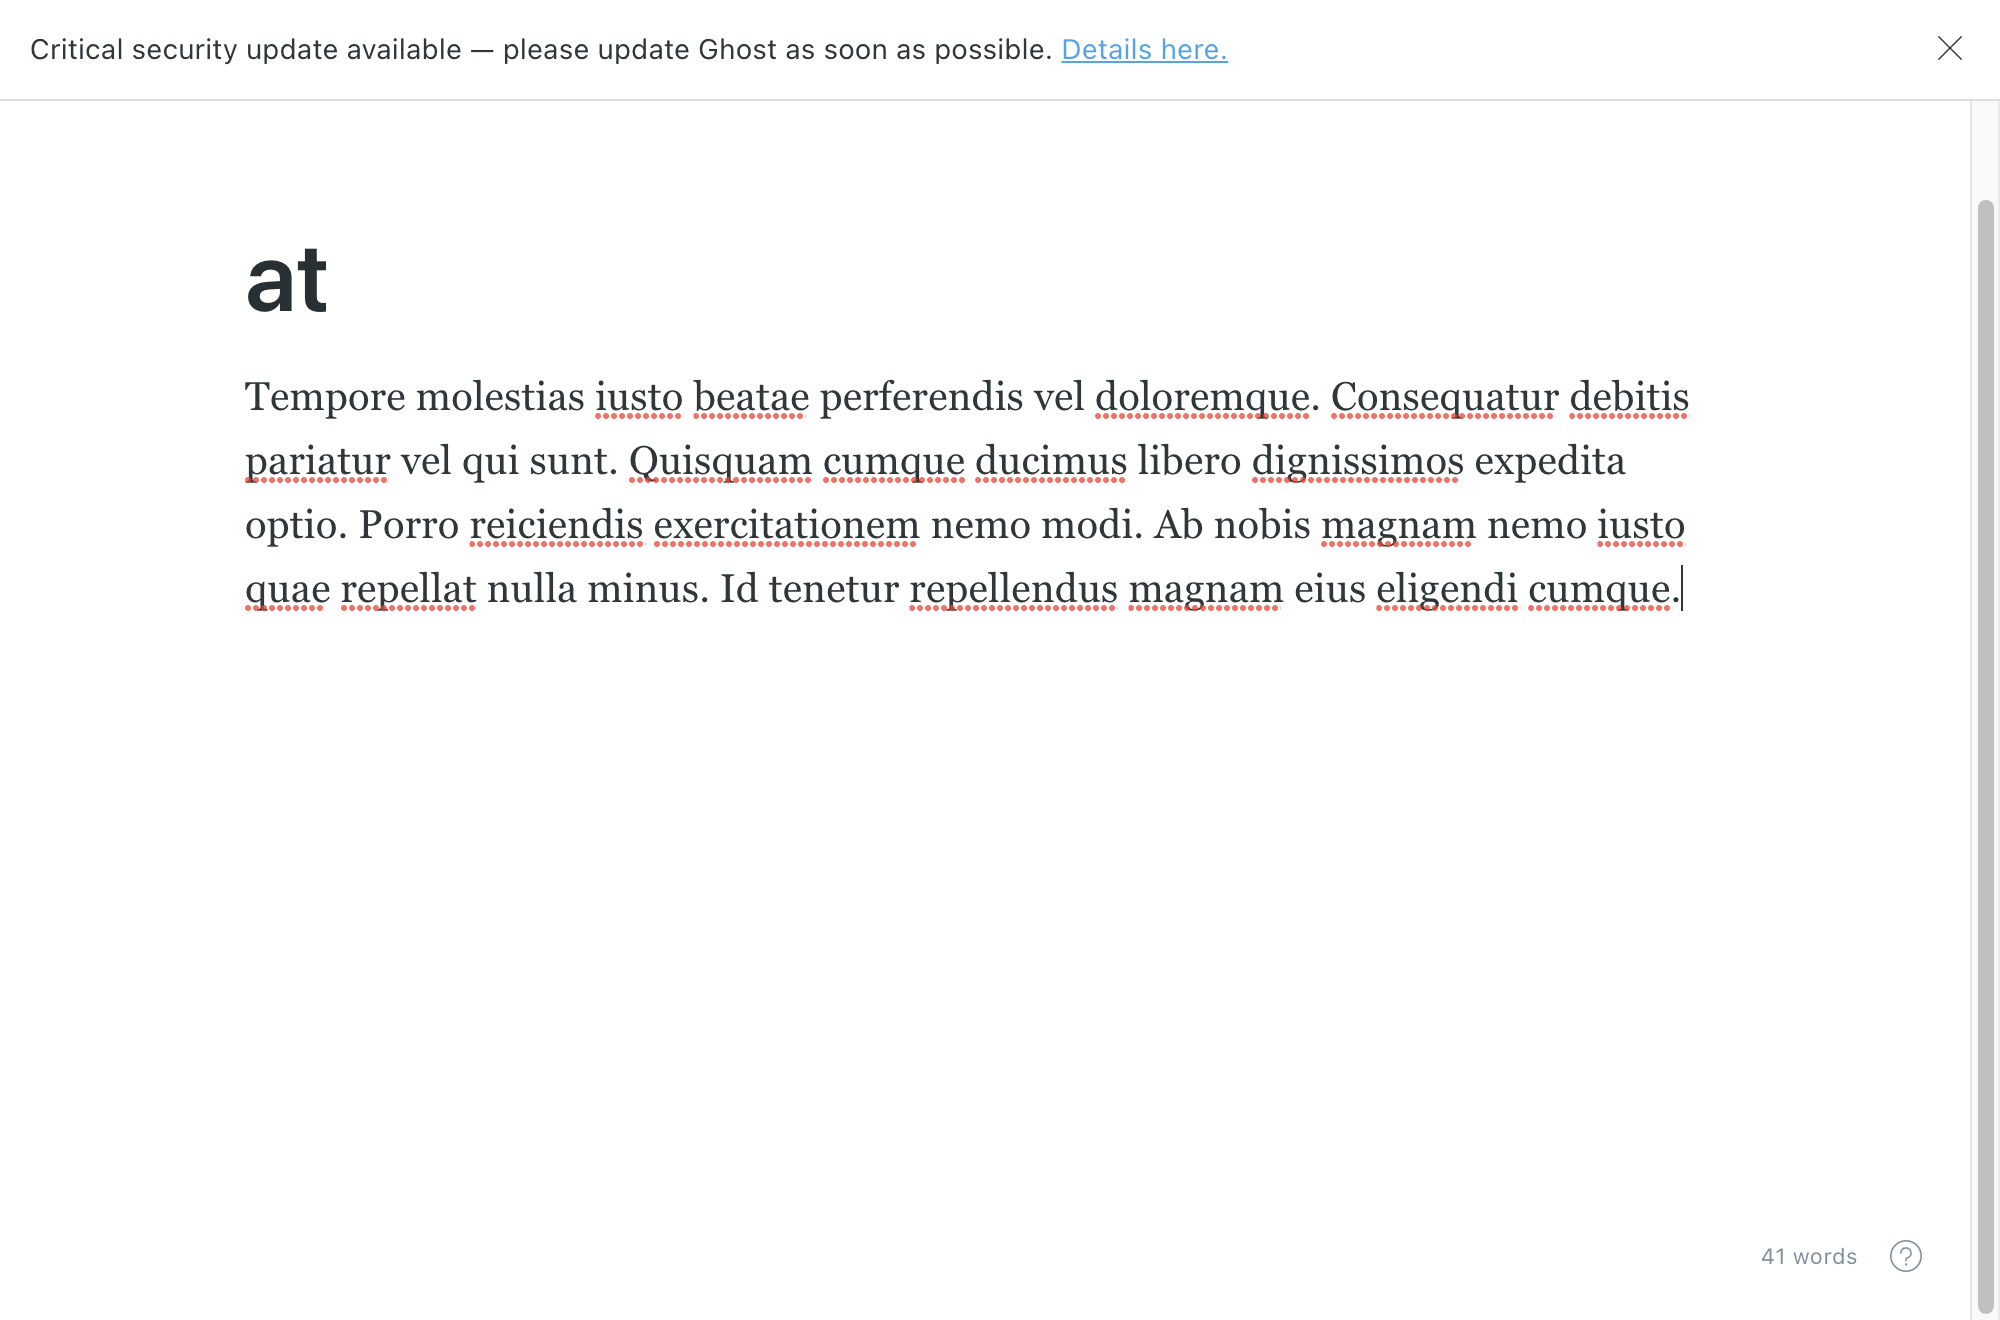 Critical security update available — please update Ghost as soon as possible. Details here.
at
Tempore molestias iusto beatae perferendis vel doloremque. Consequatur debitis
pariatur vel qui sunt. Quisquam cumque ducimus libero dignissimos expedita
optio. Porro reiciendis exercitationem nemo modi. Ab nobis magnam nemo iusto
quae repellat nulla minus. Id tenetur repellendus magnam eius eligendi cumque.
41 words ?